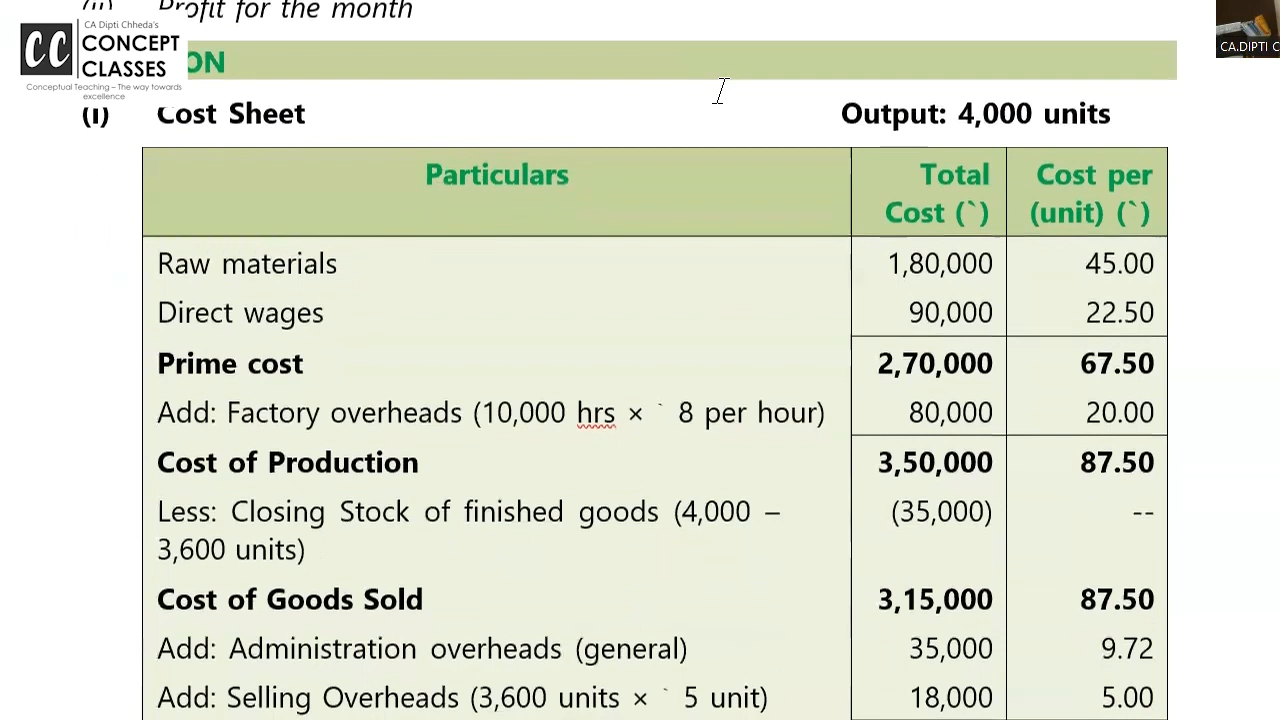 (ii) Profit for the month
CA Dipti Chheda's
CC CONCEPT
CLASSES
Conceptual Teaching – The way towards
excellence
CA.DIPTI C
ON
(i) Cost Sheet Output: 4,000 units
Particulars Total Cost per
Cost (`) (unit) (`)
Raw materials 1,80,000 45.00
Direct wages 90,000 22.50
Prime cost 2,70,000 67.50
Add: Factory overheads (10,000 hrs × ` 8 per hour) 80,000 20.00
Cost of Production 3,50,000 87.50
Less: Closing Stock of finished goods (4,000 – (35,000) --
3,600 units)
Cost of Goods Sold 3,15,000 87.50
Add: Administration overheads (general) 35,000 9.72
Add: Selling Overheads (3,600 units × ` 5 unit) 18,000 5.00